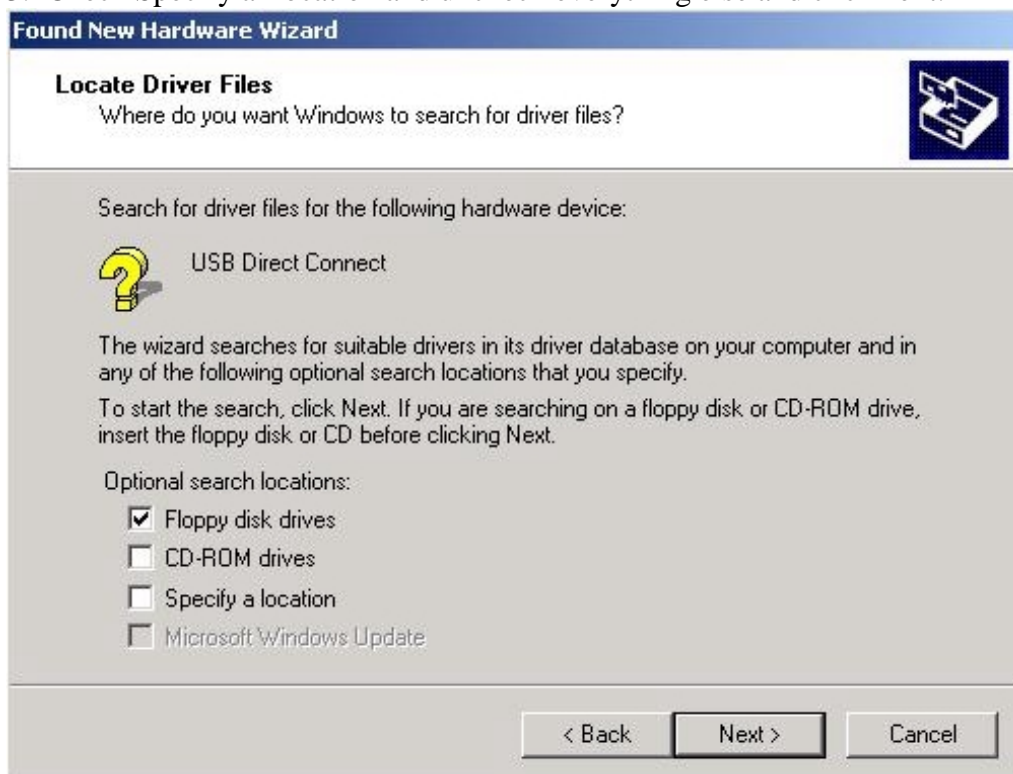 Found New Hardware Wizard
Locate Driver Files
Where do you want Windows to search for driver files?
Search for driver files for the following hardware device:
USB Direct Connect
The wizard searches for suitable drivers in its driver database on your computer and in
any of the following optional search locations that you specify.
To start the search, click Next. If you are searching on a floppy disk or CD-ROM drive,
insert the floppy disk or CD before clicking Next.
Optional search locations:
Floppy disk drives
CD-ROM drives
Specify a location
Microsoft Windows Update
< Back Next > Cancel